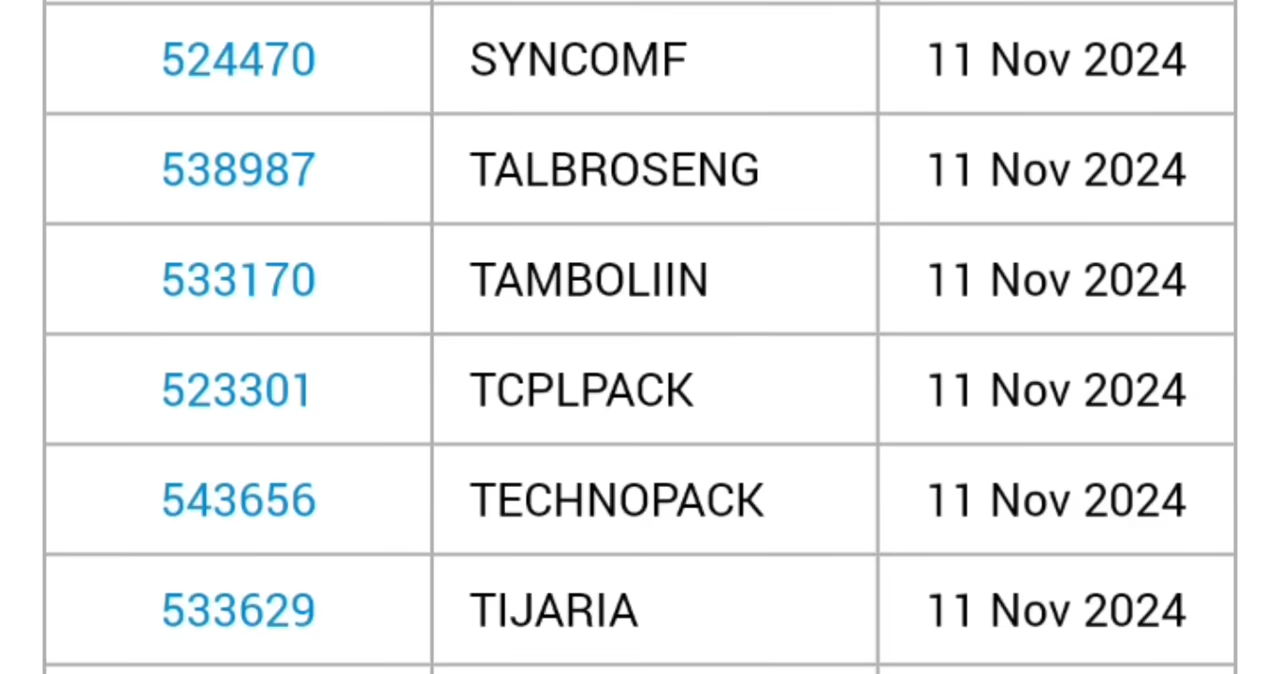 524470 SYNCOMF 11 Nov 2024
538987 TALBROSENG 11 Nov 2024
533170 TAMBOLIIN 11 Nov 2024
523301 TCPLPACK 11 Nov 2024
543656 TECHNOPACK 11 Nov 2024
533629 TIJARIA 11 Nov 2024